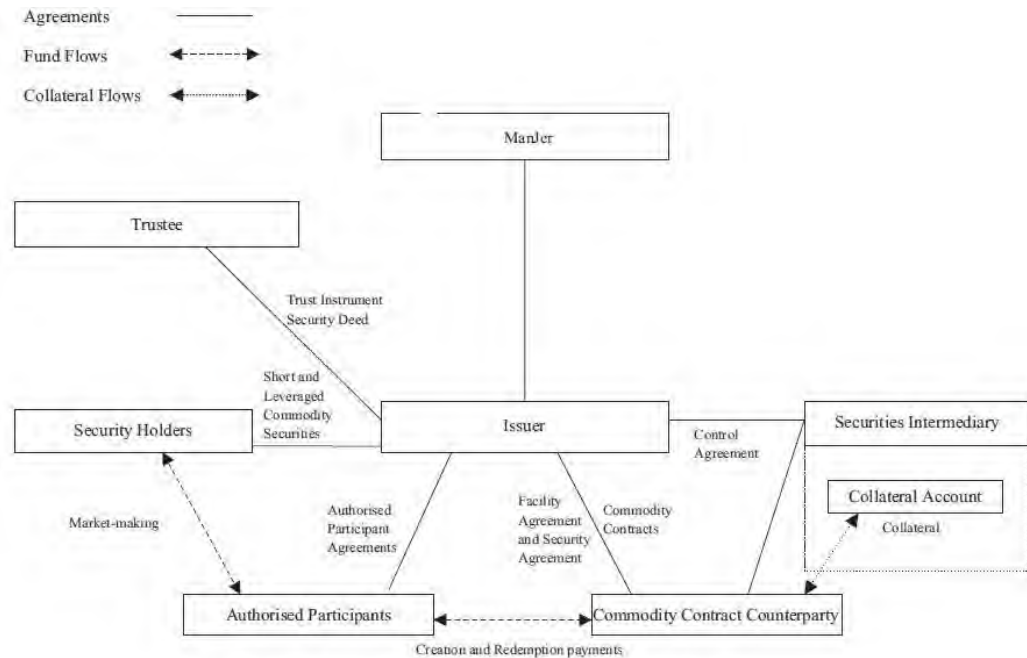 Agreements
Fund Flows
Collateral Flows
ManJer
Trustee
Trust Instrument
Security Deed
Short and
Leveraged
Commodity
Securities
Security Holders
Issuer
Securities Intermediary
Control
Agreement
Collateral Account
Collateral
Market-making
Authorised
Participant
Agreements
Facility
Agreement
and Security
Agreement
Commodity
Contracts
Authorised Participants
Commodity Contract Counterparty
Creation and Redemption payments